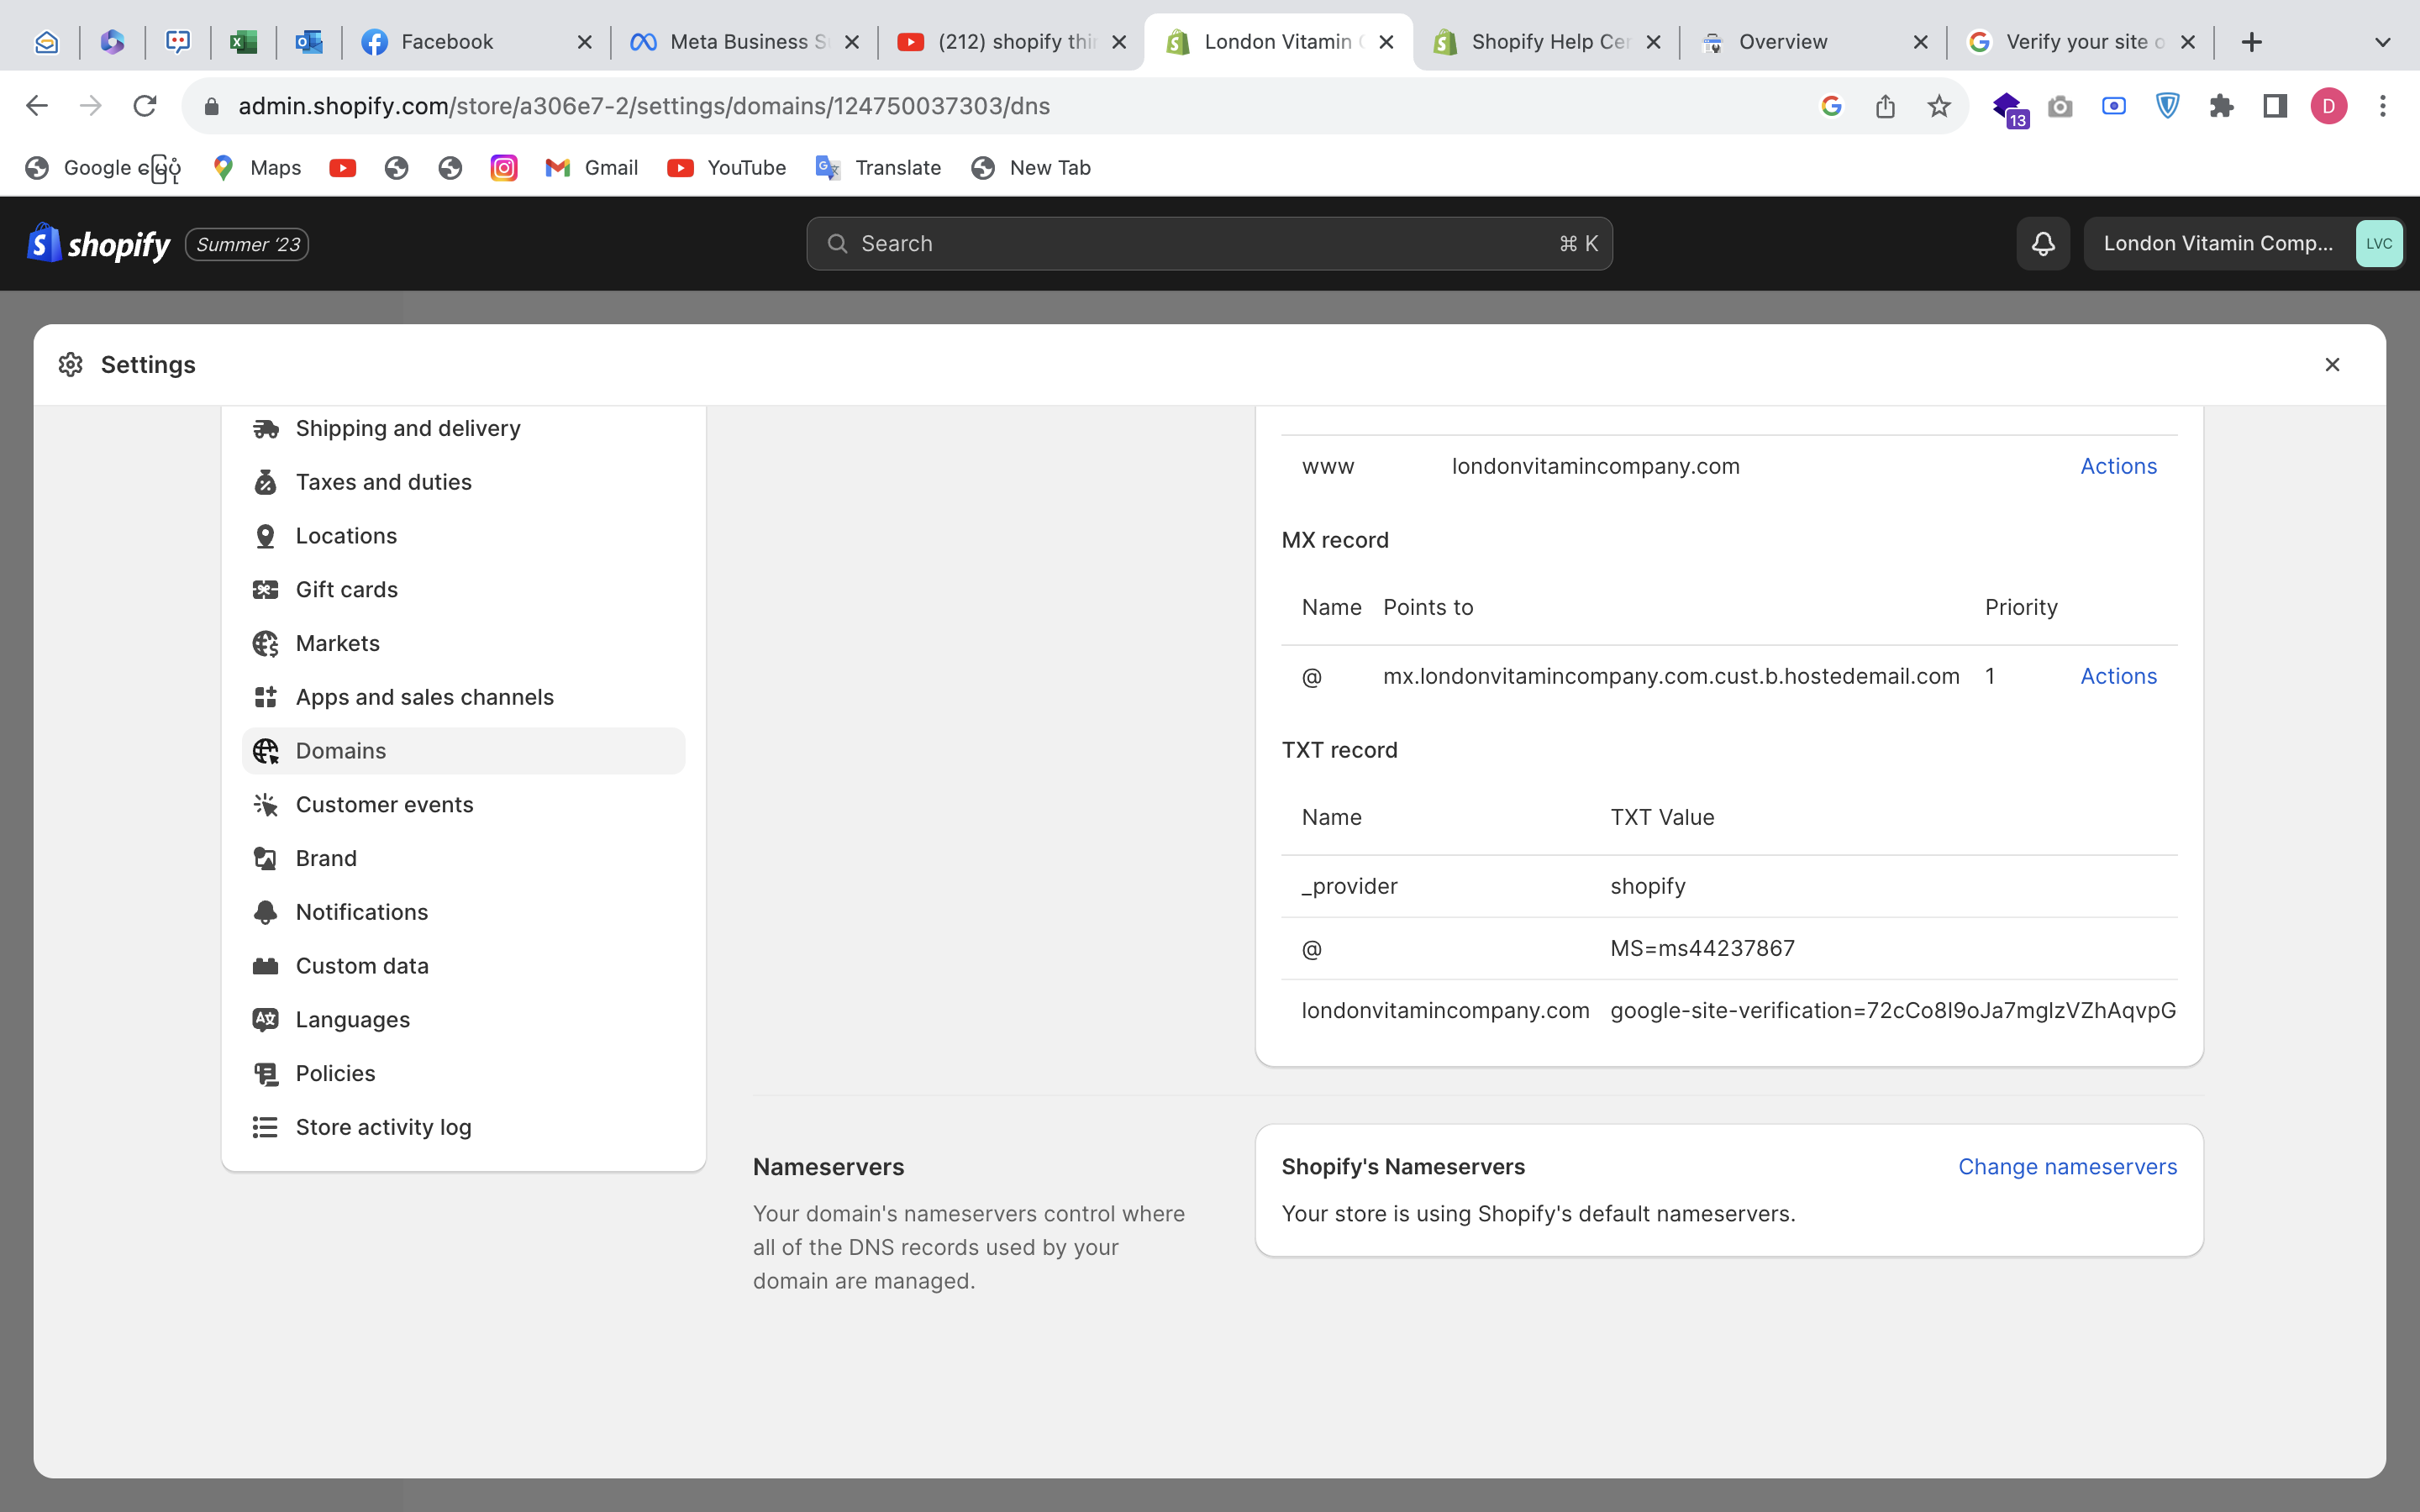 Facebook
Meta Business S
(212) shopify thin
London Vitamin C
Shopify Help Cen
Overview
Verify your site o
admin.shopify.com/store/a306e7-2/settings/domains/124750037303/dns
13
D
Google မြေပုံ
Maps
Gmail
YouTube
Translate
New Tab
shopify
Summer ‘23
Search
⌘ K
London Vitamin Comp...
LVC
Settings
Shipping and delivery
Taxes and duties
Locations
Gift cards
Markets
Apps and sales channels
Domains
Customer events
Brand
Notifications
Custom data
Languages
Policies
Store activity log
www londonvitamincompany.com Actions
MX record
Name Points to Priority
@ mx.londonvitamincompany.com.cust.b.hostedemail.com 1 Actions
TXT record
Name TXT Value
_provider shopify
@ MS=ms44237867
londonvitamincompany.com google-site-verification=72cCo8I9oJa7mglzVZhAqvpG
Nameservers
Your domain's nameservers control where
all of the DNS records used by your
domain are managed.
Shopify's Nameservers
Change nameservers
Your store is using Shopify's default nameservers.